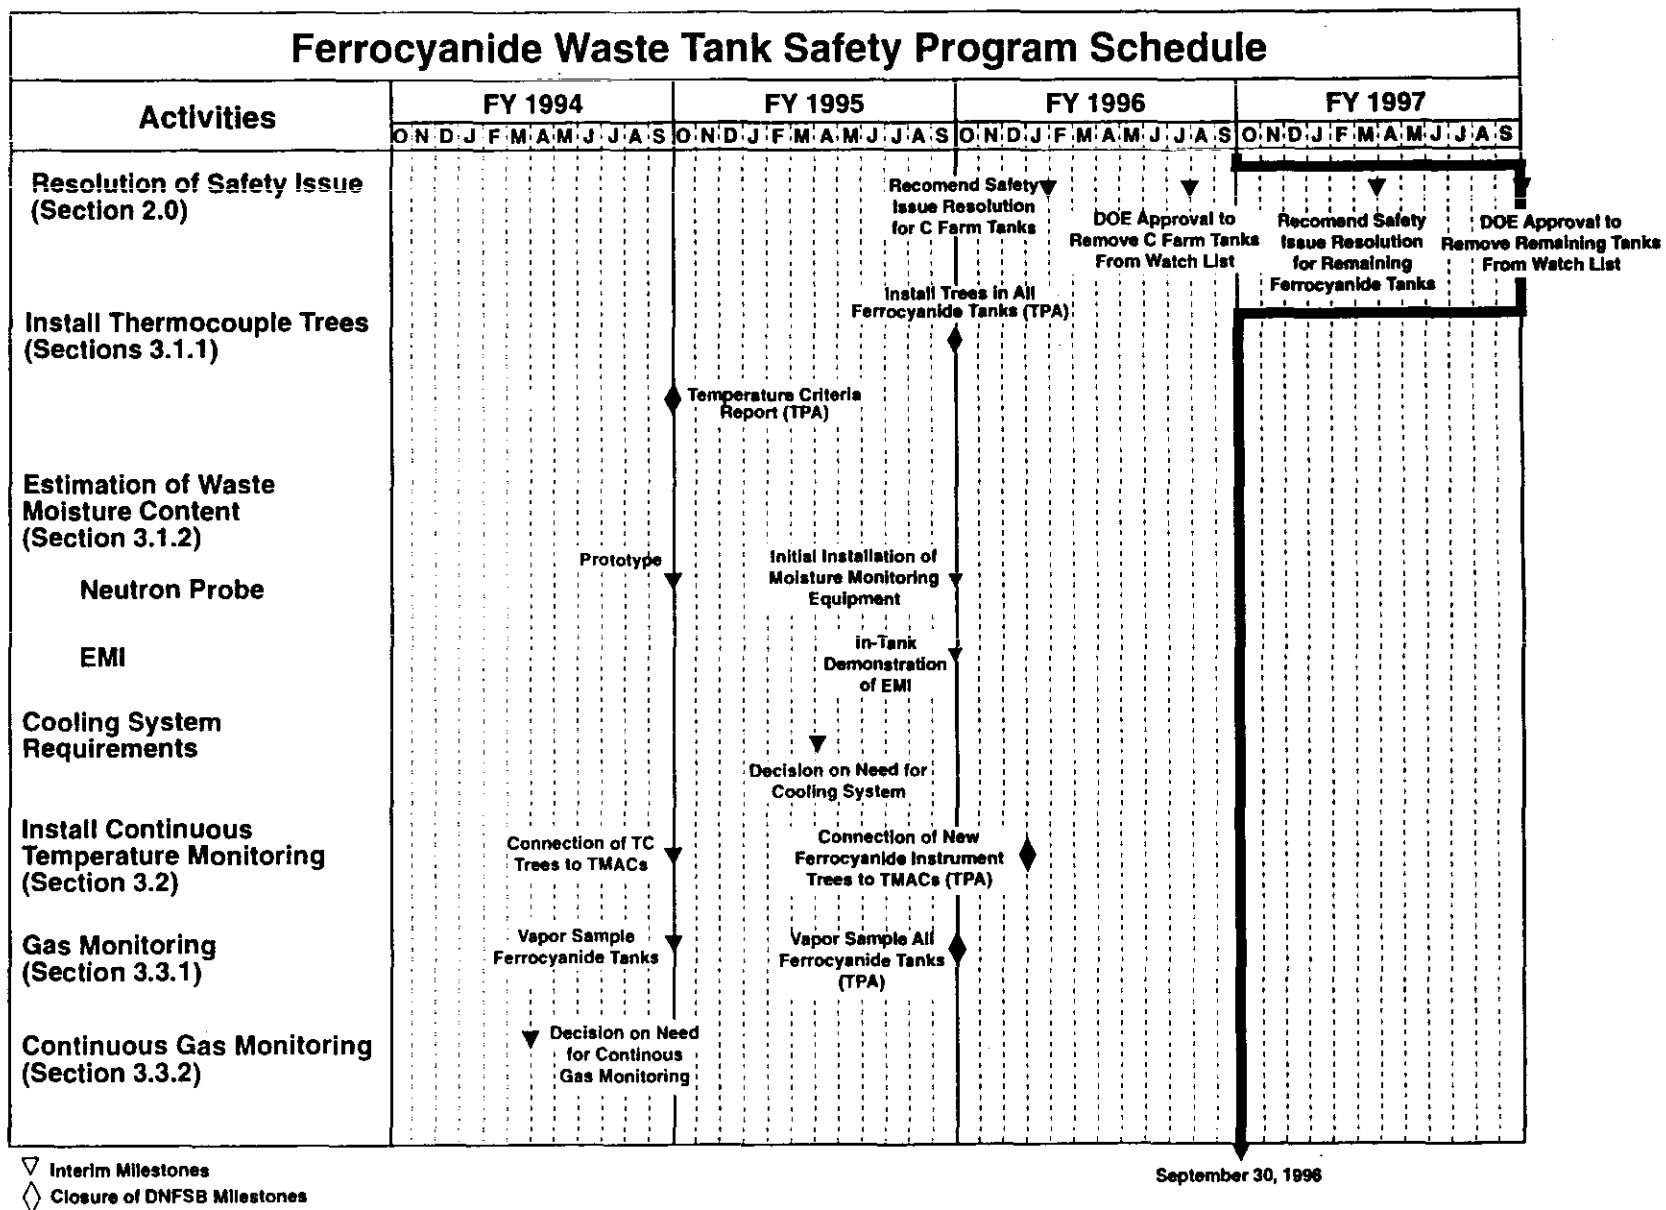 Ferrocyanide Waste Tank Safety Program Schedule
Activities
FY 1994
FY 1995
FY 1996
FY 1997
O N D J F M A M J J A S O N D J F M A M J J A S O N D J F M A M J J A S O N D J F M A M J J A S
Resolution of Safety Issue
(Section 2.0)
Recomend Safety
Issue Resolution
for C Farm Tanks
DOE Approval to
Remove C Farm Tanks
From Watch List
Recomend Safety
Issue Resolution
for Remaining
Ferrocyanide Tanks
DOE Approval to
Remove Remaining Tanks
From Watch List
Install Thermocouple Trees
(Sections 3.1.1)
Install Trees in All
Ferrocyanide Tanks (TPA)
Temperature Criteria
Report (TPA)
Estimation of Waste
Moisture Content
(Section 3.1.2)
Neutron Probe
Prototype
Initial Installation of
Moisture Monitoring
Equipment
EMI
In-Tank
Demonstration
of EMI
Cooling System
Requirements
Decision on Need for
Cooling System
Install Continuous
Temperature Monitoring
(Section 3.2)
Connection of TC
Trees to TMACs
Connection of New
Ferrocyanide Instrument
Trees to TMACs (TPA)
Gas Monitoring
(Section 3.3.1)
Vapor Sample
Ferrocyanide Tanks
Vapor Sample All
Ferrocyanide Tanks
(TPA)
Continuous Gas Monitoring
(Section 3.3.2)
Decision on Need
for Continous
Gas Monitoring
September 30, 1996
Interim Milestones
Closure of DNFSB Milestones